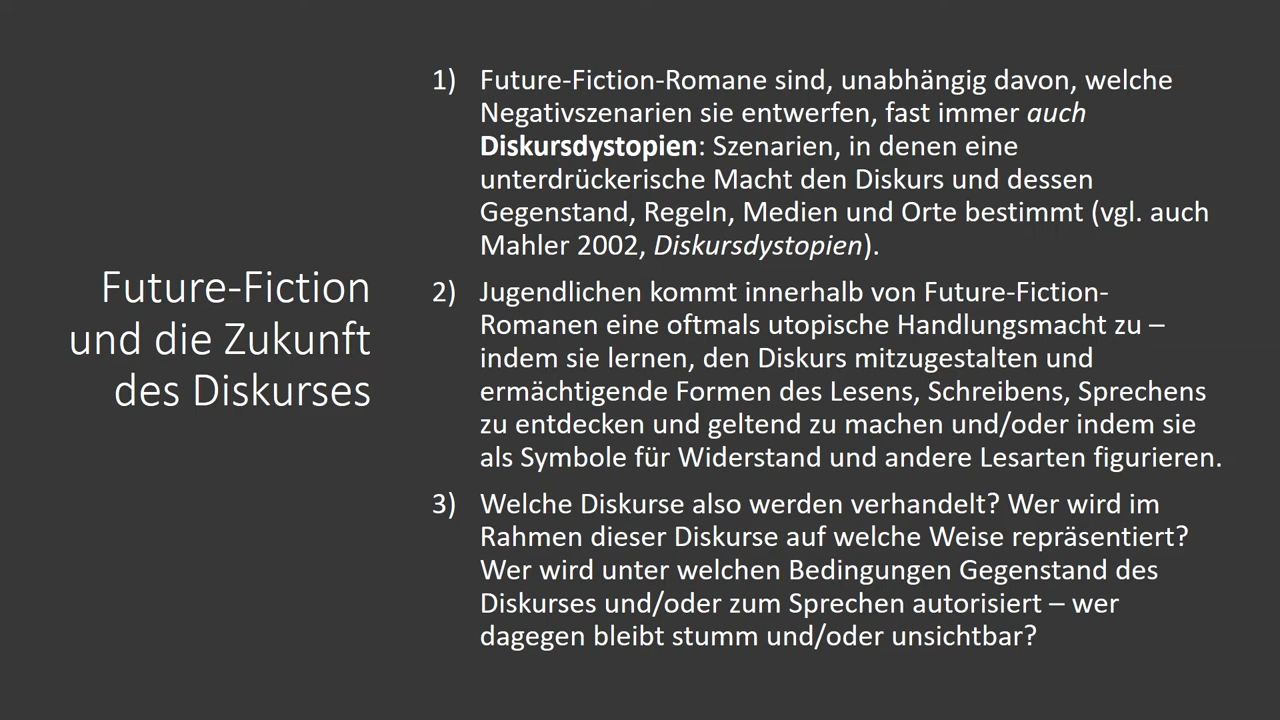 Future-Fiction
und die Zukunft
des Diskurses
1) Future-Fiction-Romane sind, unabhängig davon, welche
Negativszenarien sie entwerfen, fast immer auch
Diskursdystopien: Szenarien, in denen eine
unterdrückerische Macht den Diskurs und dessen
Gegenstand, Regeln, Medien und Orte bestimmt (vgl. auch
Mahler 2002, Diskursdystopien).
2) Jugendlichen kommt innerhalb von Future-Fiction-
Romanen eine oftmals utopische Handlungsmacht zu –
indem sie lernen, den Diskurs mitzugestalten und
ermächtigende Formen des Lesens, Schreibens, Sprechens
zu entdecken und geltend zu machen und/oder indem sie
als Symbole für Widerstand und andere Lesarten figurieren.
3) Welche Diskurse also werden verhandelt? Wer wird im
Rahmen dieser Diskurse auf welche Weise repräsentiert?
Wer wird unter welchen Bedingungen Gegenstand des
Diskurses und/oder zum Sprechen autorisiert – wer
dagegen bleibt stumm und/oder unsichtbar?